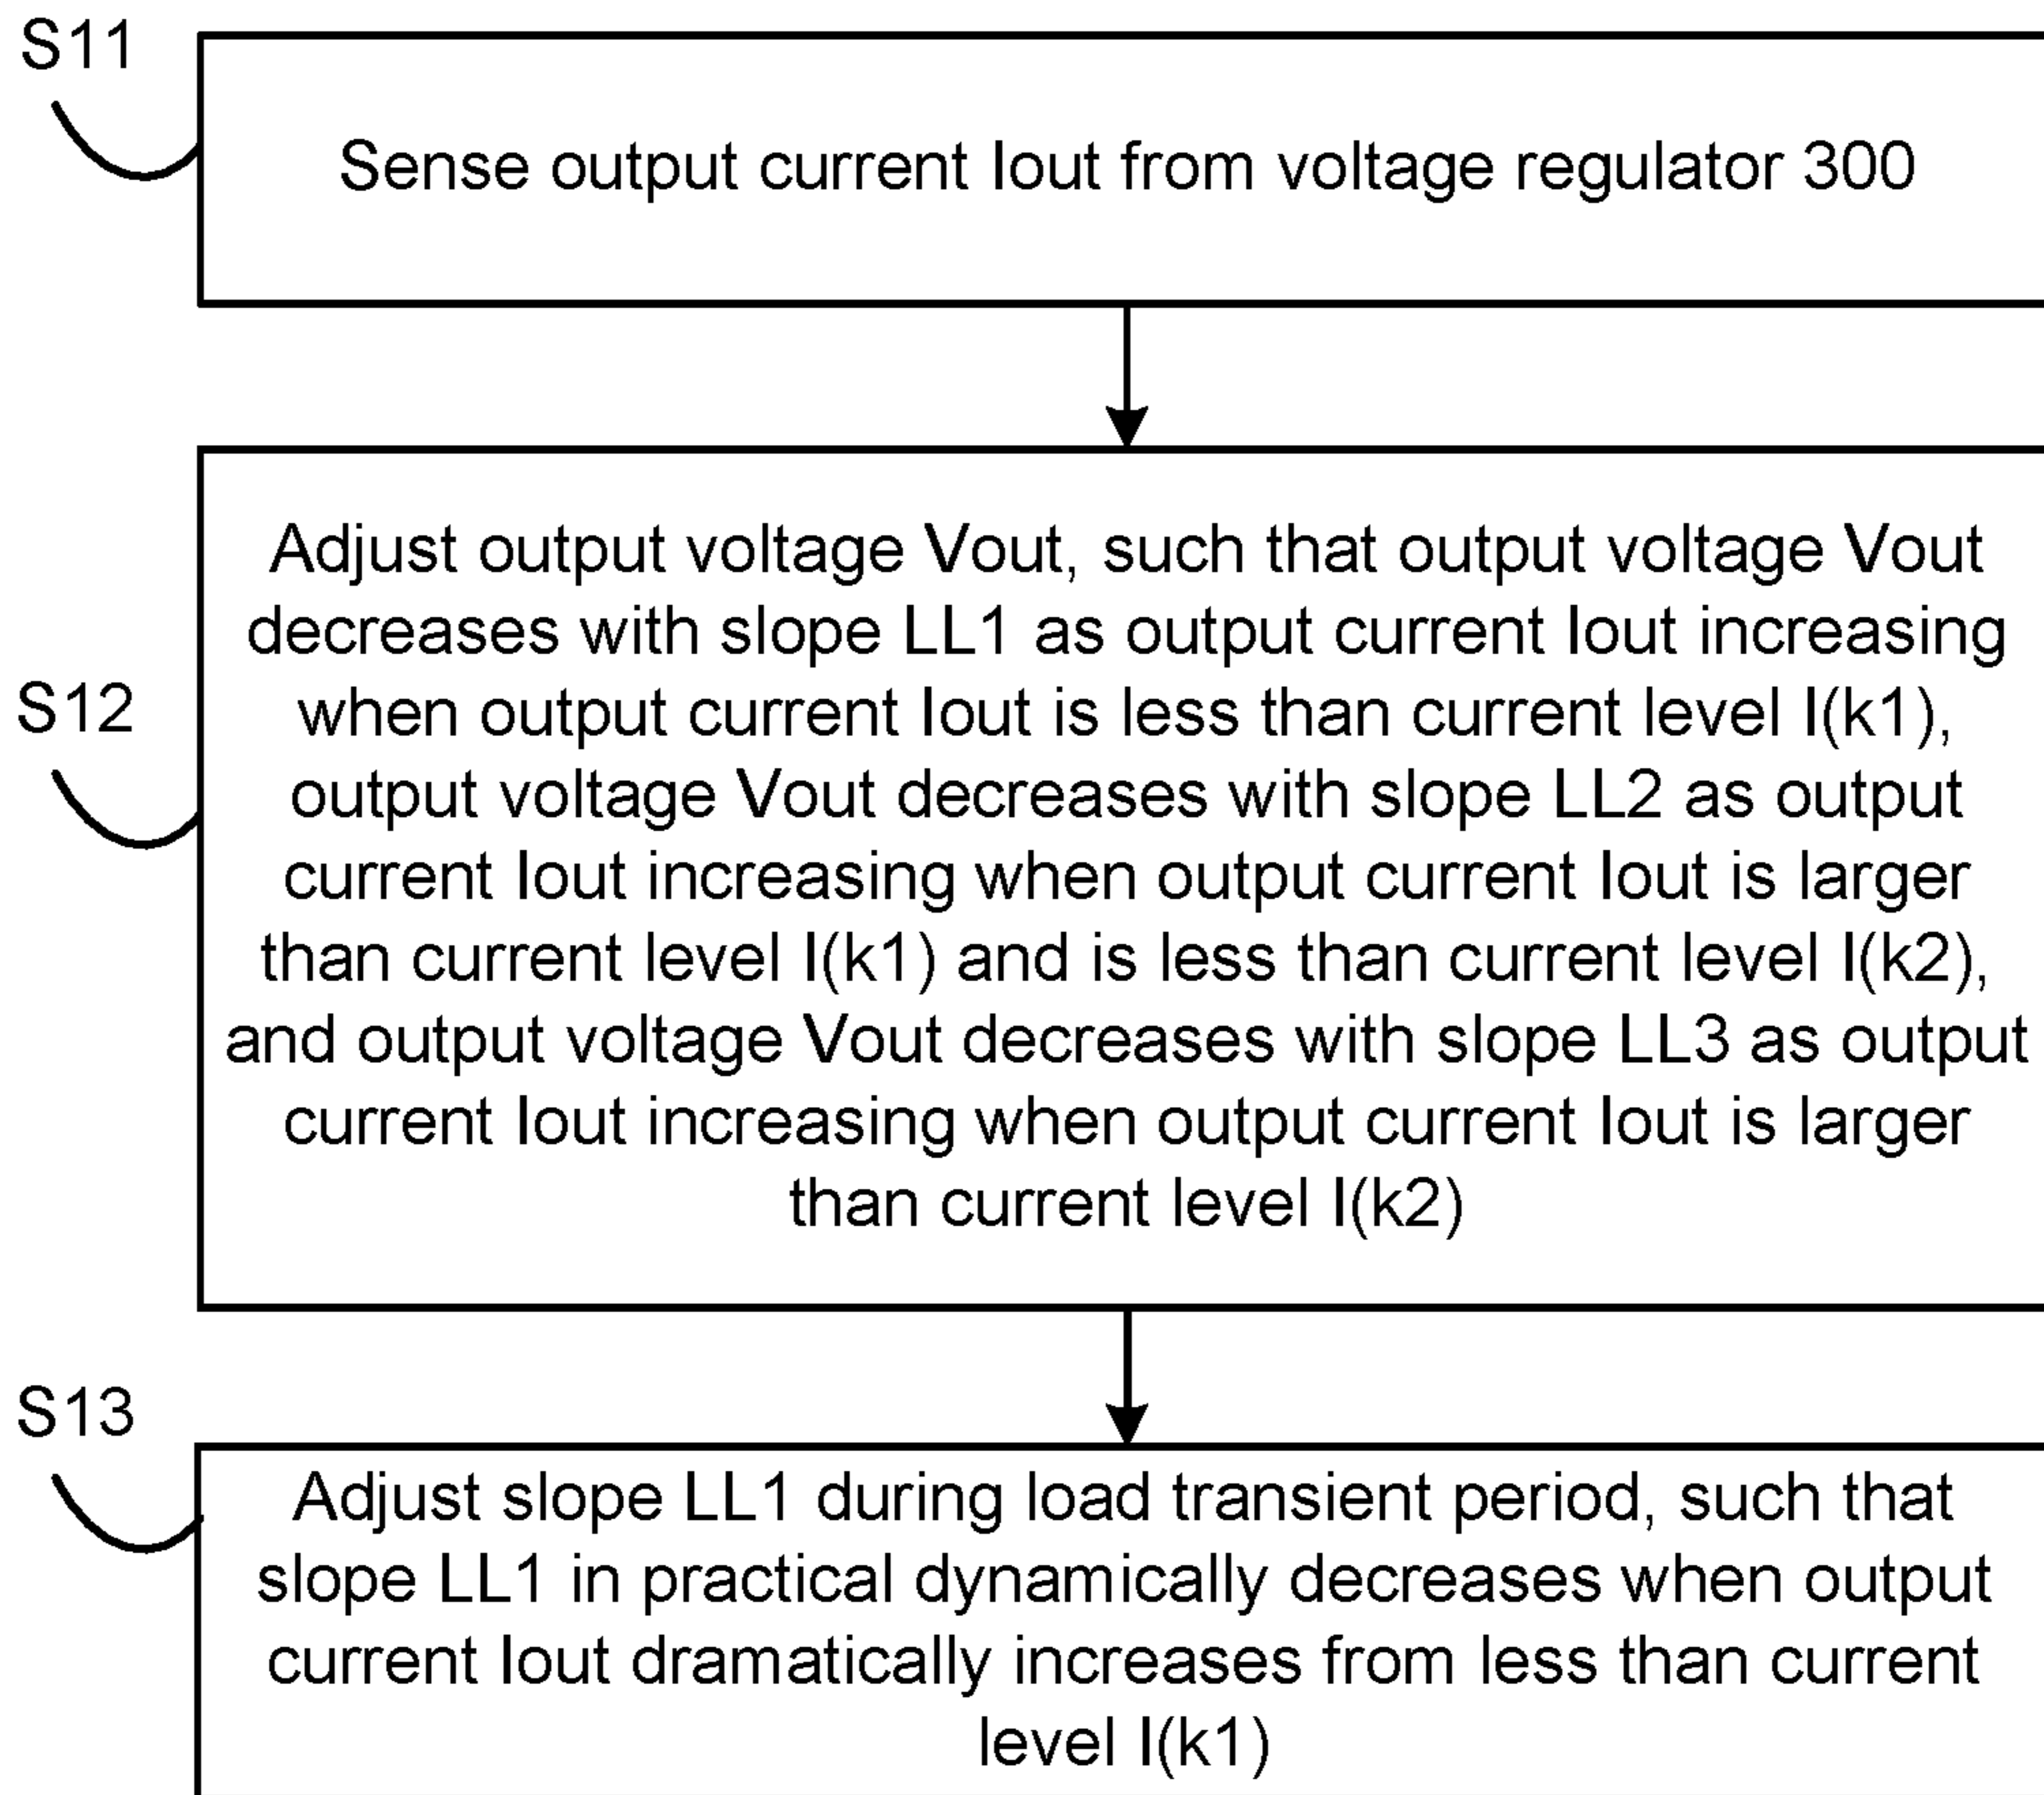 S11
Sense output current Iout from voltage regulator 300
S12
Adjust output voltage Vout, such that output voltage Vout
decreases with slope LL1 as output current Iout increasing
when output current Iout is less than current level I(k1),
output voltage Vout decreases with slope LL2 as output
current Iout increasing when output current Iout is larger
than current level I(k1) and is less than current level I(k2),
and output voltage Vout decreases with slope LL3 as output
current Iout increasing when output current Iout is larger
than current level I(k2)
S13
Adjust slope LL1 during load transient period, such that
slope LL1 in practical dynamically decreases when output
current Iout dramatically increases from less than current
level I(k1)